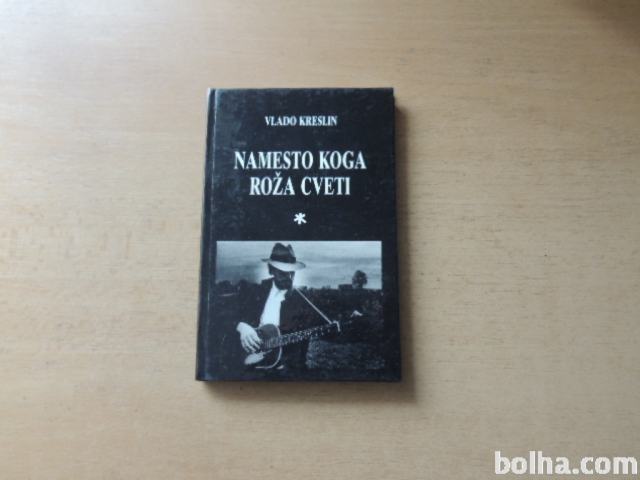 VLADO KRESLIN
NAMESTO KOGA
ROŽA CVETI
*
bolha.com